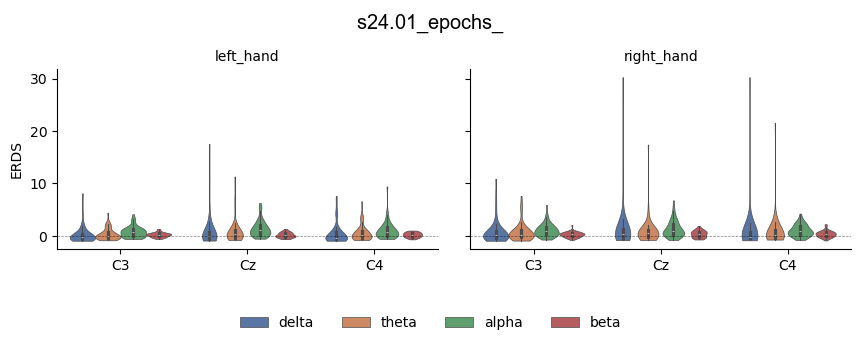 s24.01_epochs_
left_hand
right_hand
ERDS
30
20
10
0
C3 Cz C4
C3 Cz C4
delta theta alpha beta